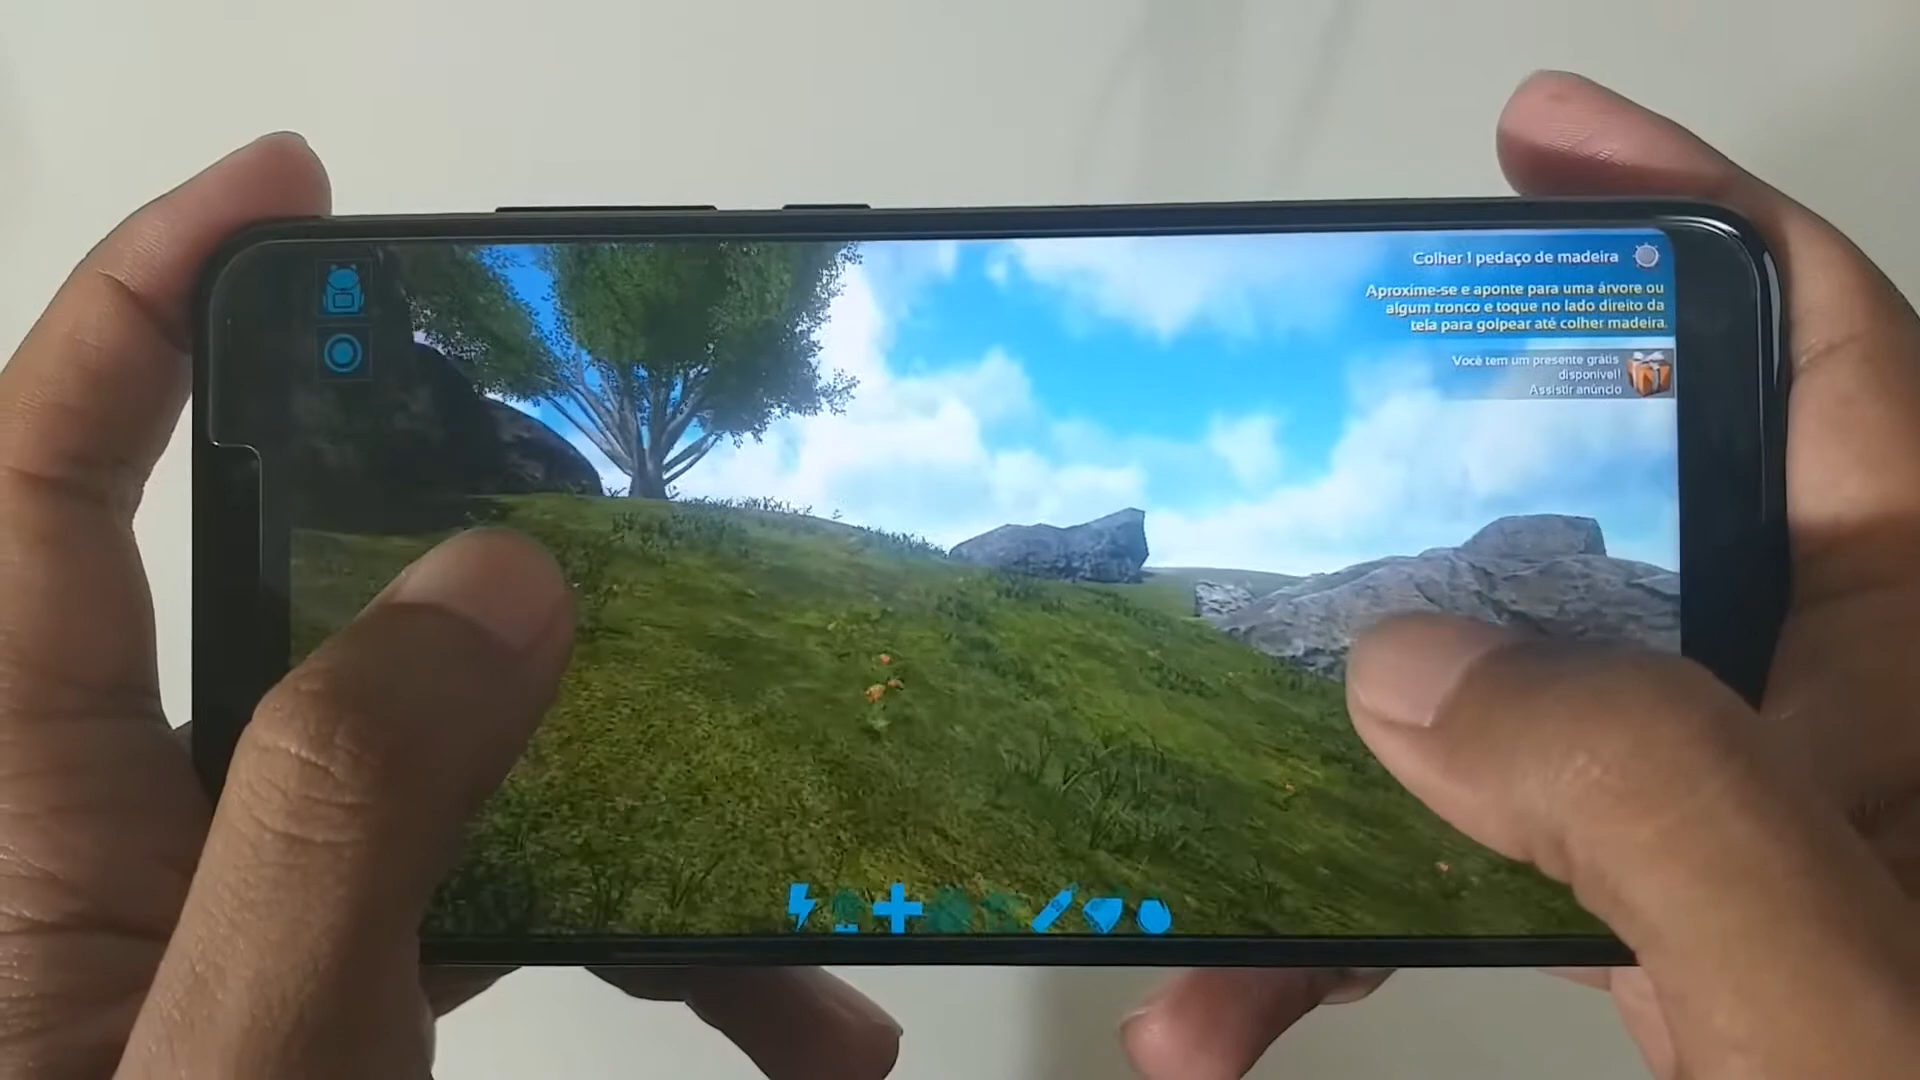 Colher 1 pedaço de madeira
Aproxime-se e aponte para uma árvore ou
algum tronco e toque no lado direito da
tela para golpear até colher madeira.
Você tem um presente grátis
disponível!
Assistir anúncio